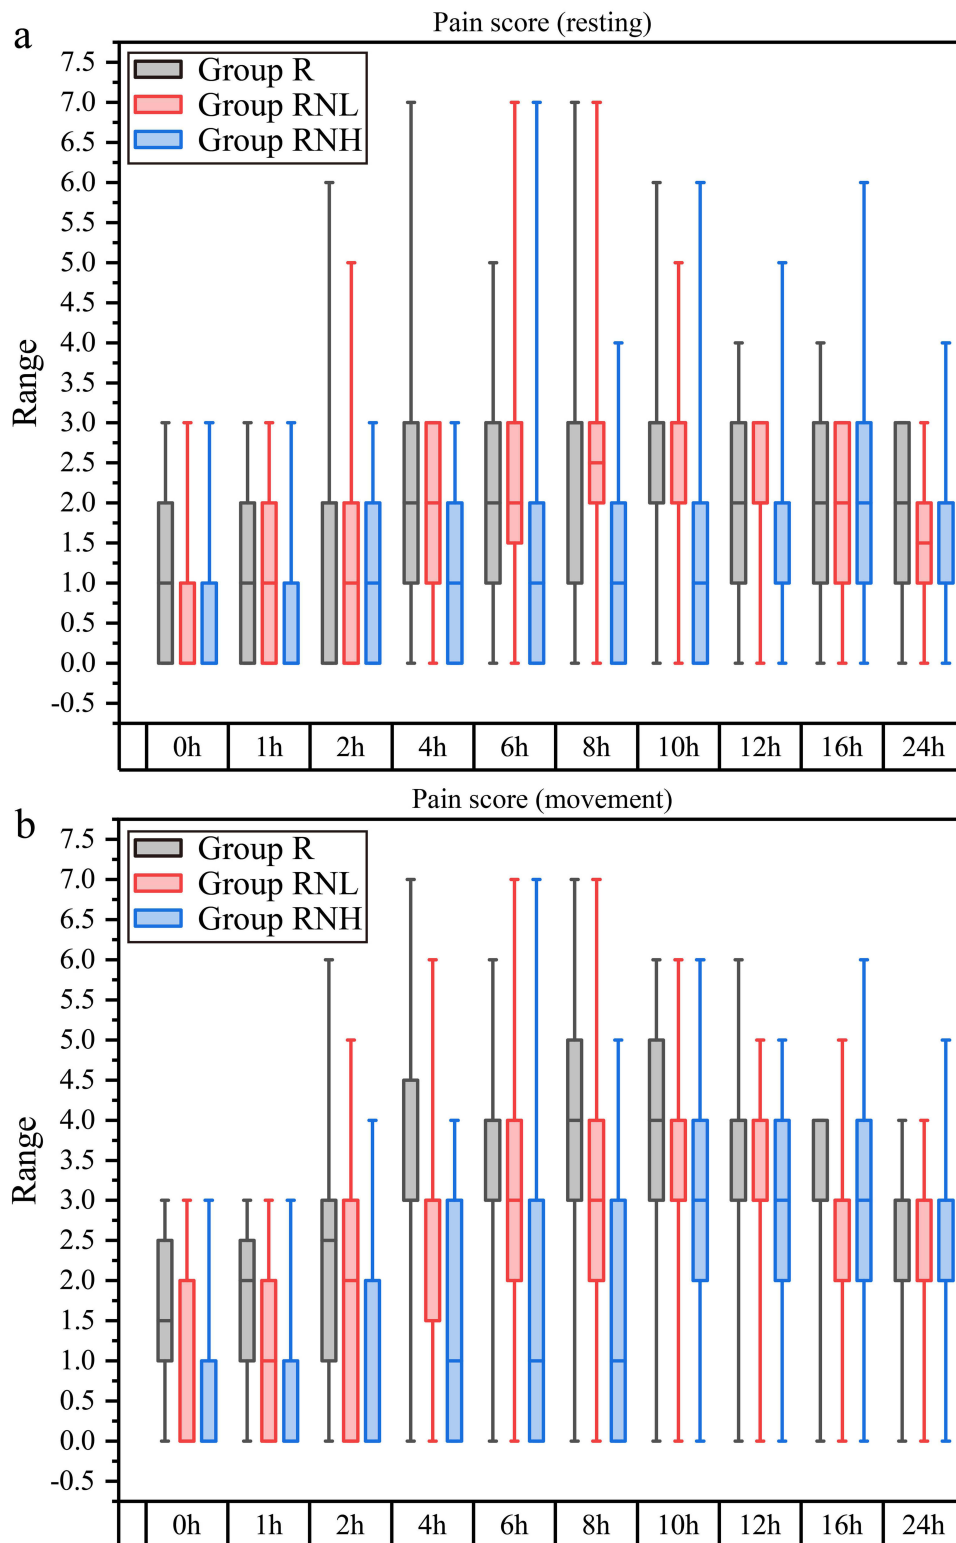 a
Pain score (resting)
Group R
Group RNL
Group RNH
Range
7.5
7.0
6.5
6.0
5.5
5.0
4.5
4.0
3.5
3.0
2.5
2.0
1.5
1.0
0.5
0.0
-0.5
0h 1h 2h 4h 6h 8h 10h 12h 16h 24h
b
Pain score (movement)
Group R
Group RNL
Group RNH
Range
7.5
7.0
6.5
6.0
5.5
5.0
4.5
4.0
3.5
3.0
2.5
2.0
1.5
1.0
0.5
0.0
-0.5
0h 1h 2h 4h 6h 8h 10h 12h 16h 24h